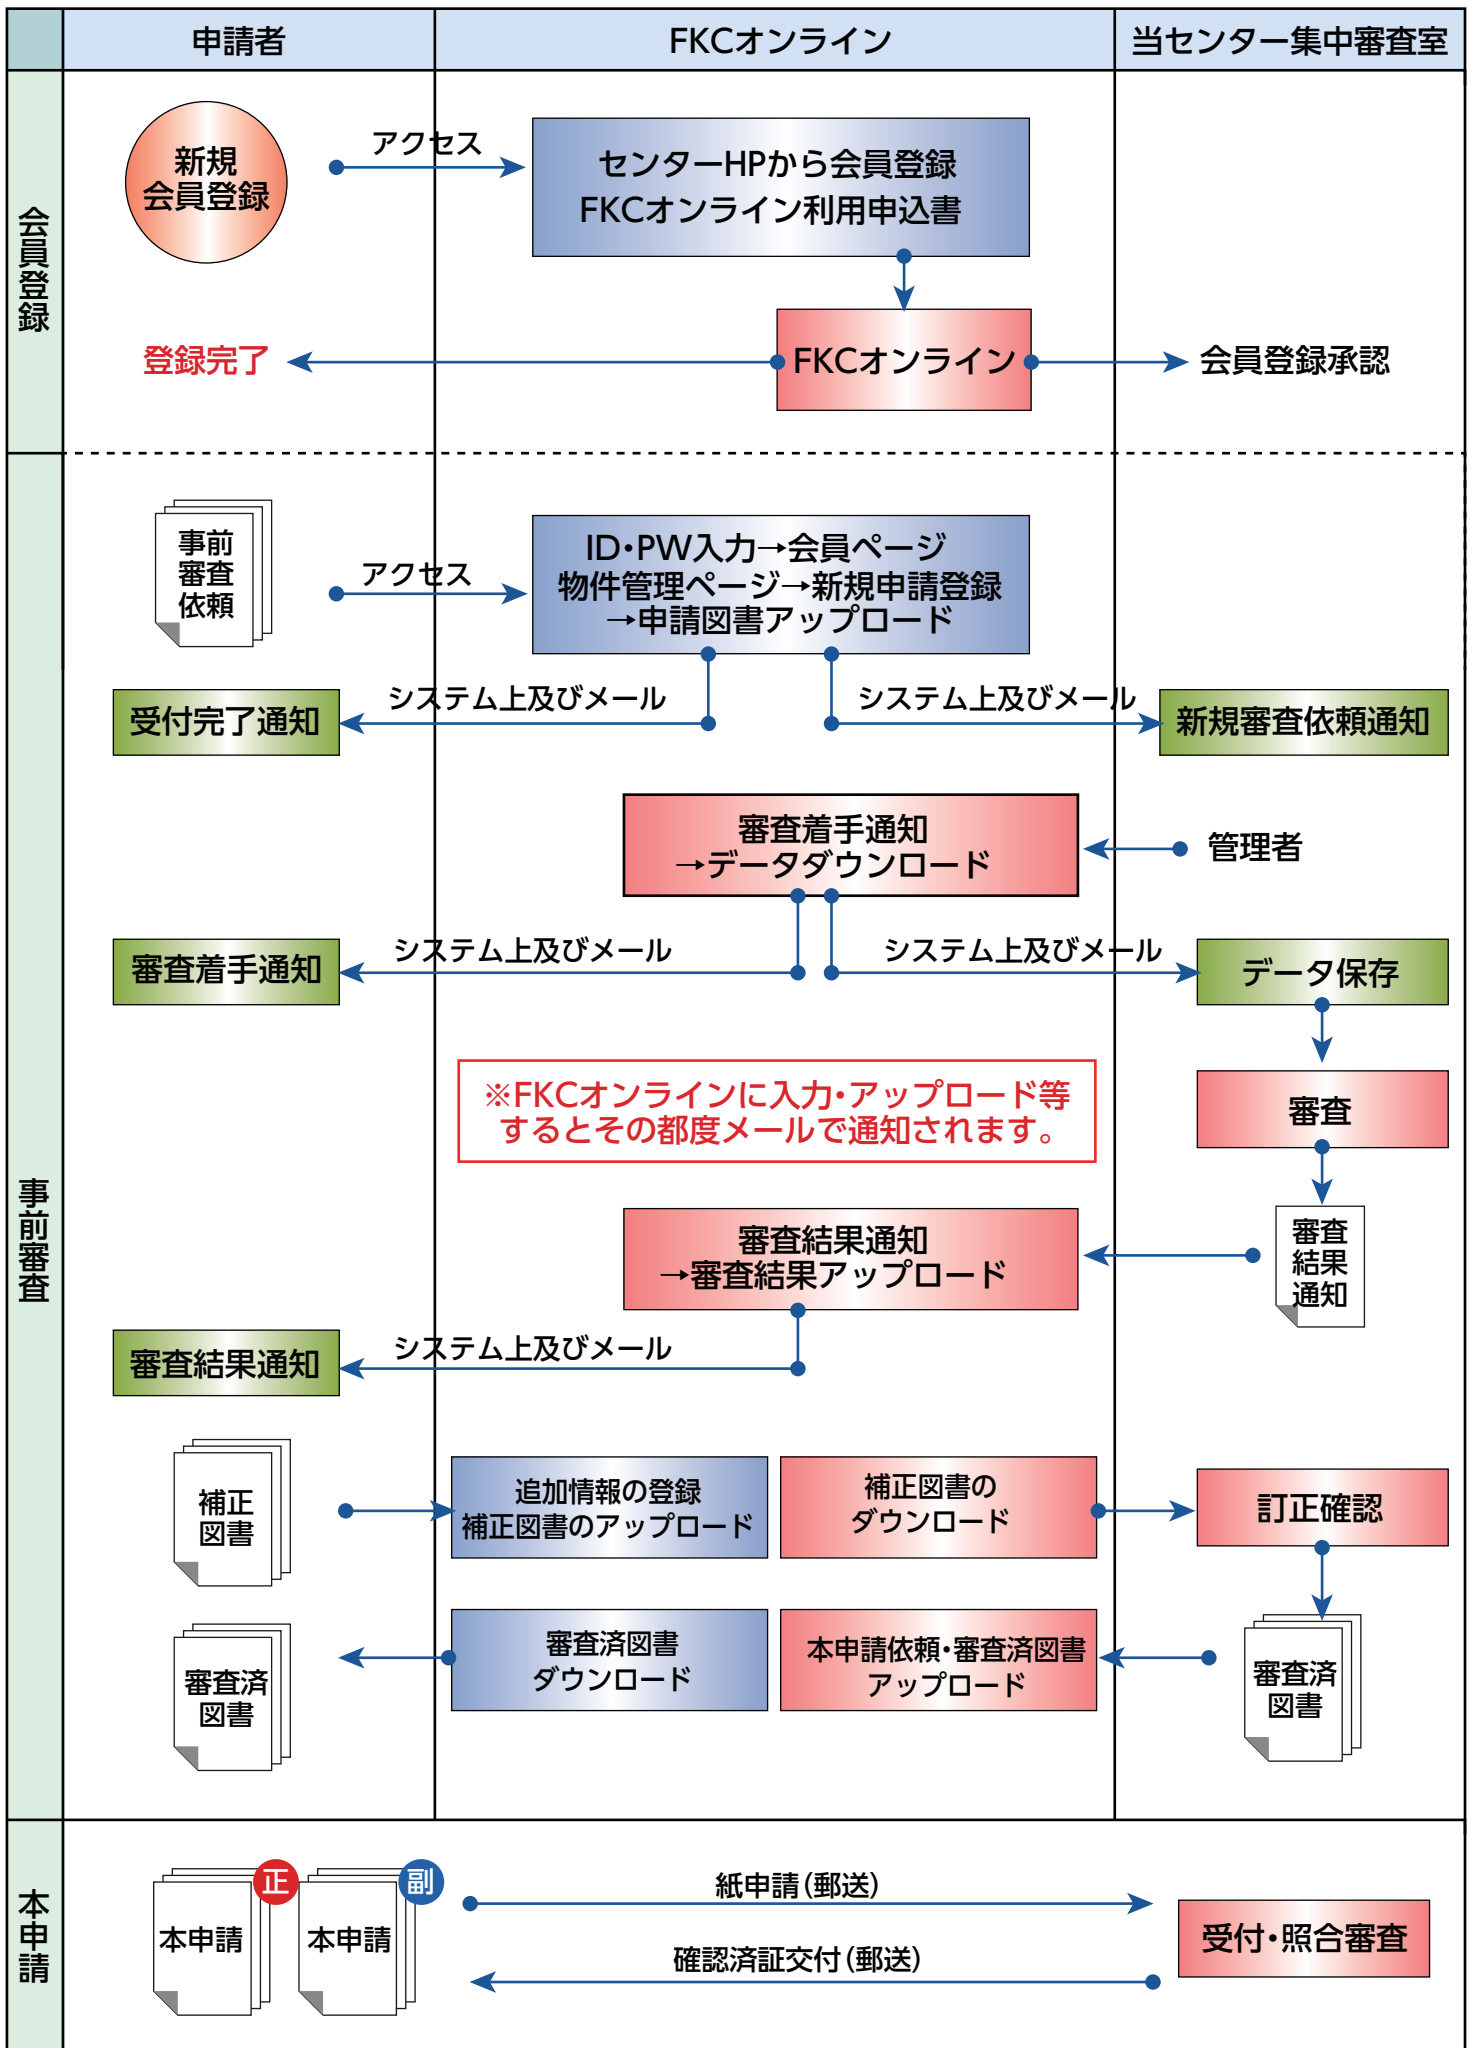 申請者
FKCオンライン
当センター集中審査室
会員登録
新規
会員登録
アクセス
センターHPから会員登録
FKCオンライン利用申込書
登録完了
FKCオンライン
会員登録承認
事前審査
事前
審査
依頼
アクセス
ID・PW入力→会員ページ
物件管理ページ→新規申請登録
→申請図書アップロード
システム上及びメール
システム上及びメール
受付完了通知
新規審査依頼通知
審査着手通知
→データダウンロード
管理者
システム上及びメール
システム上及びメール
審査着手通知
データ保存
※FKCオンラインに入力・アップロード等
するとその都度メールで通知されます。
審査
審査結果通知
→審査結果アップロード
審査
結果
通知
システム上及びメール
審査結果通知
補正
図書
追加情報の登録
補正図書のアップロード
補正図書の
ダウンロード
訂正確認
審査済
図書
審査済図書
ダウンロード
本申請依頼・審査済図書
アップロード
審査済
図書
本申請
正
本申請
副
本申請
紙申請(郵送)
確認済証交付(郵送)
受付・照合審査